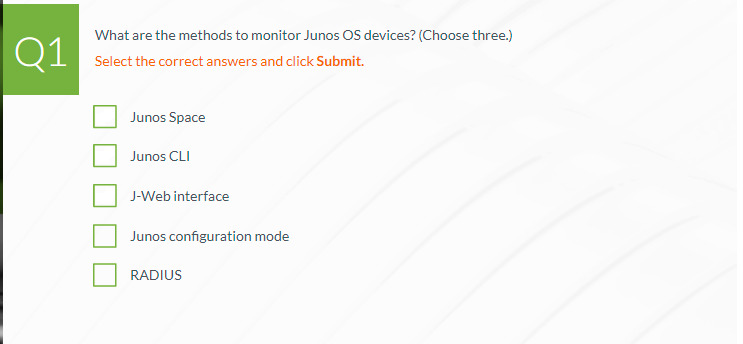 Q1
What are the methods to monitor Junos OS devices? (Choose three.)
Select the correct answers and click Submit.
Junos Space
Junos CLI
J-Web interface
Junos configuration mode
RADIUS